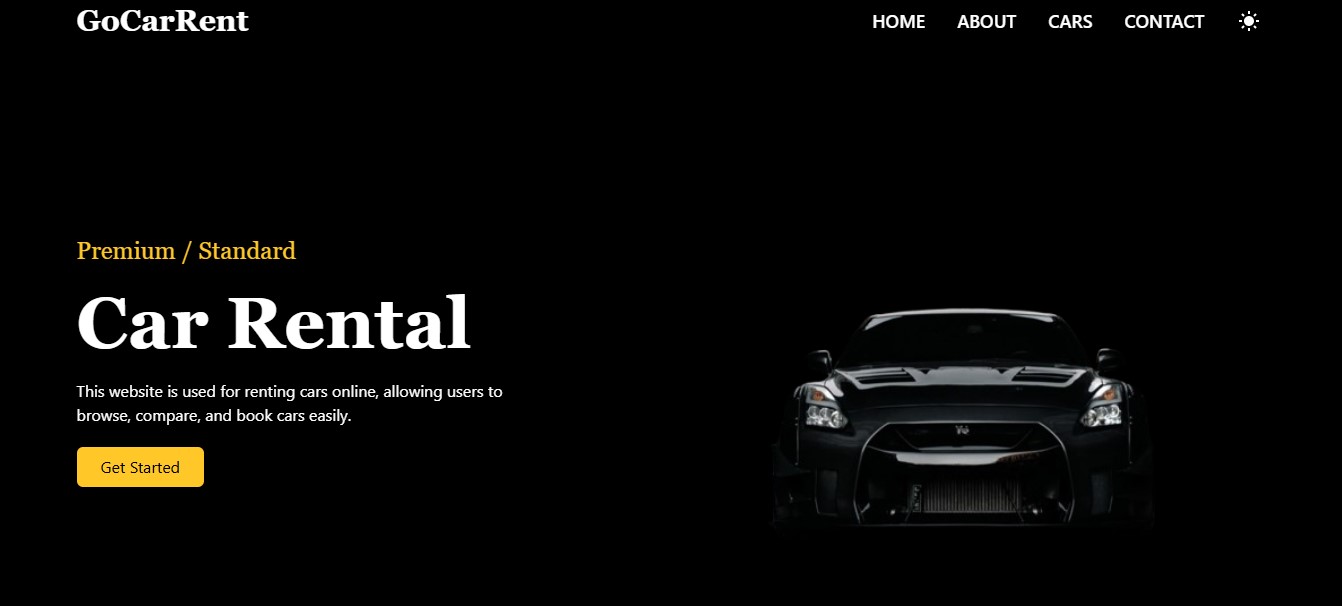 GoCarRent
HOME ABOUT CARS CONTACT
Premium / Standard
Car Rental
This website is used for renting cars online, allowing users to
browse, compare, and book cars easily.
Get Started